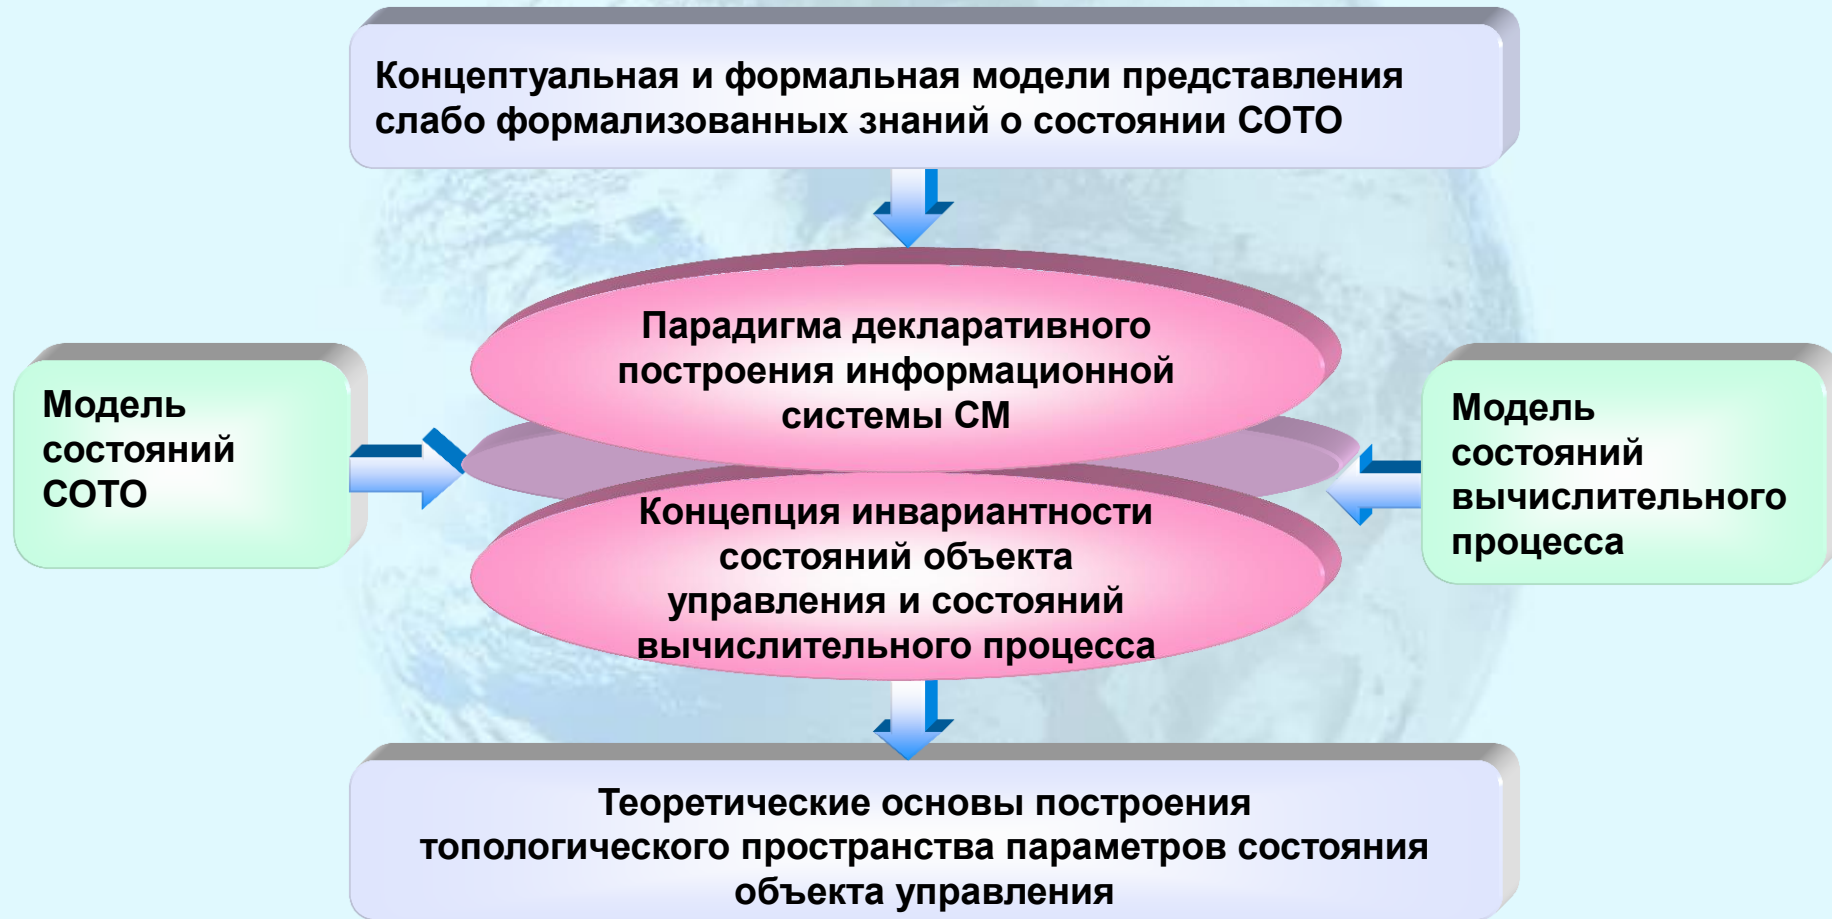 Концептуальная и формальная модели представления
слабо формализованных знаний о состоянии СОТО
Парадигма декларативного
построения информационной
системы СМ
Модель
состояний
СОТО
Модель
состояний
вычислительного
процесса
Концепция инвариантности
состояний объекта
управления и состояний
вычислительного процесса
Теоретические основы построения
топологического пространства параметров состояния
объекта управления